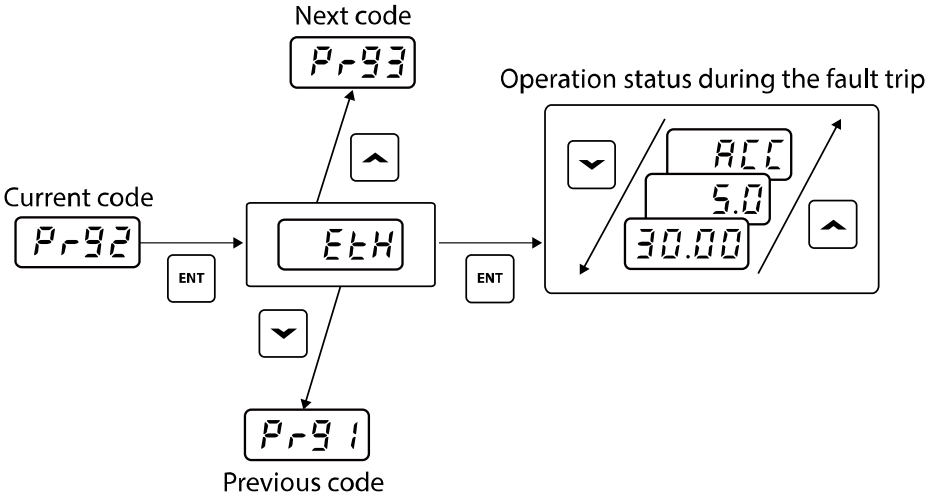 Next code
Pr93
Operation status during the fault trip
ACC
Current code
5.0
Pr92
EtH
30.00
ENT
ENT
Pr91
Previous code